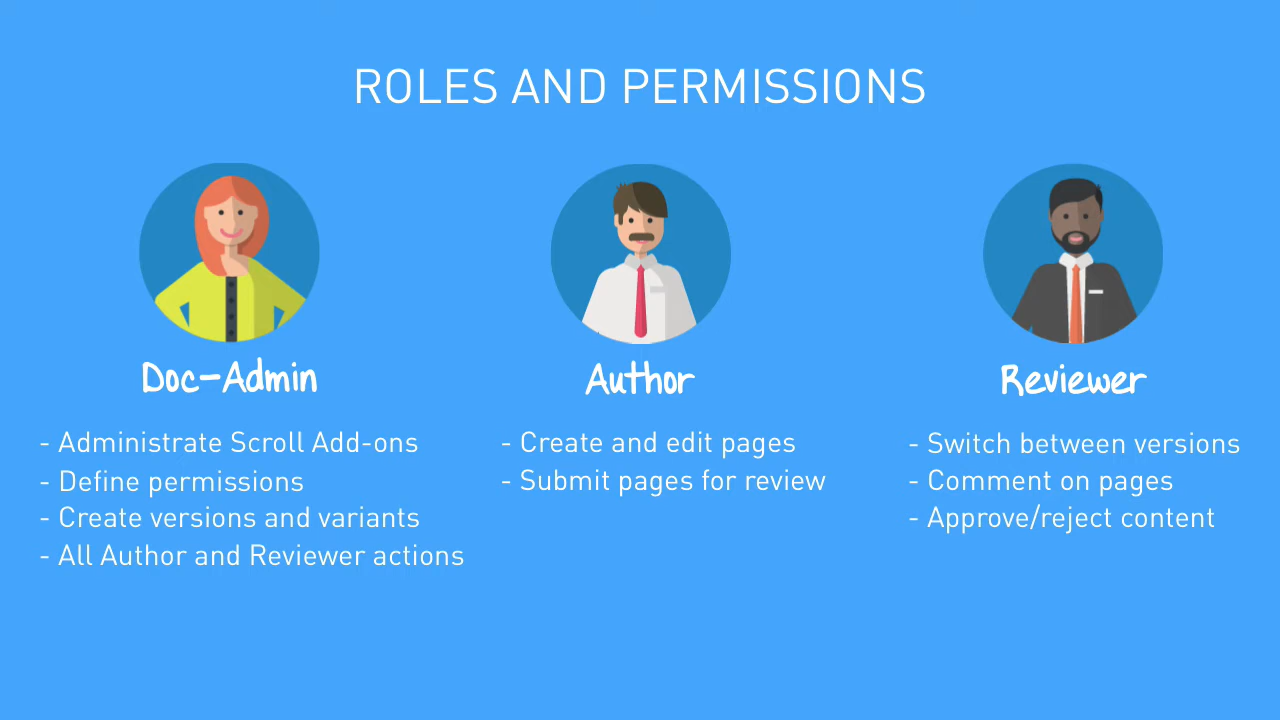 ROLES AND PERMISSIONS
Doc-Admin
- Administrate Scroll Add-ons
- Define permissions
- Create versions and variants
- All Author and Reviewer actions
Author
- Create and edit pages
- Submit pages for review
Reviewer
- Switch between versions
- Comment on pages
- Approve/reject content